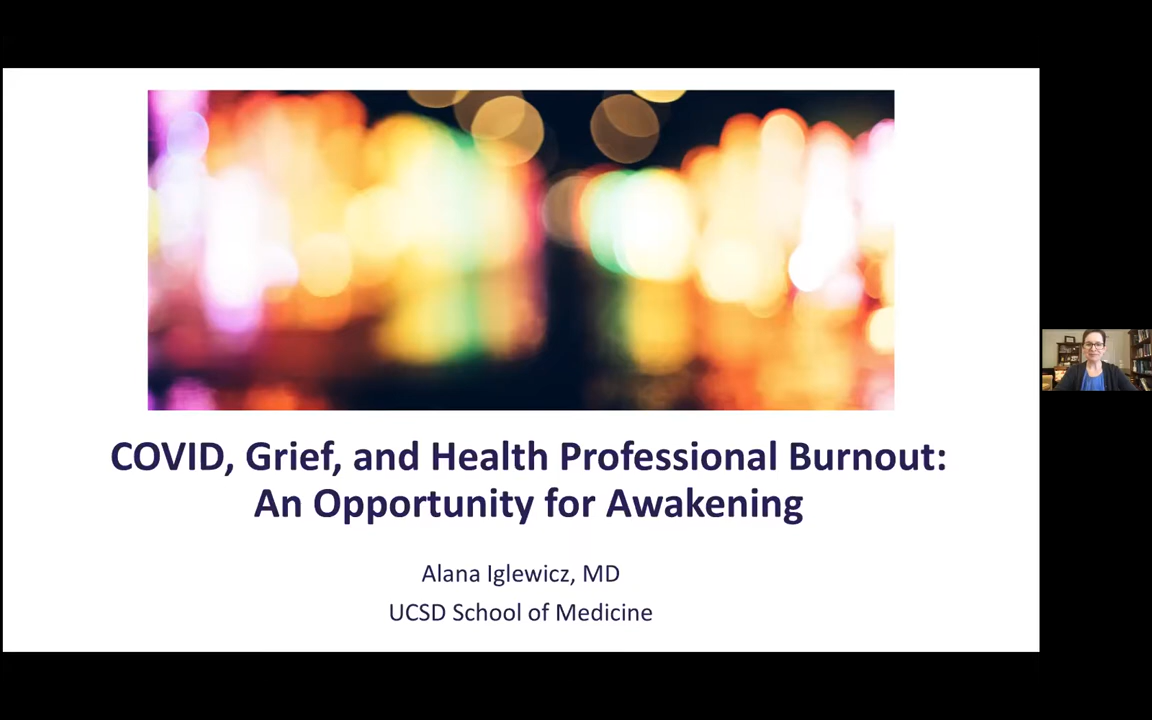 COVID, Grief, and Health Professional Burnout:
An Opportunity for Awakening
Alana Iglewicz, MD
UCSD School of Medicine